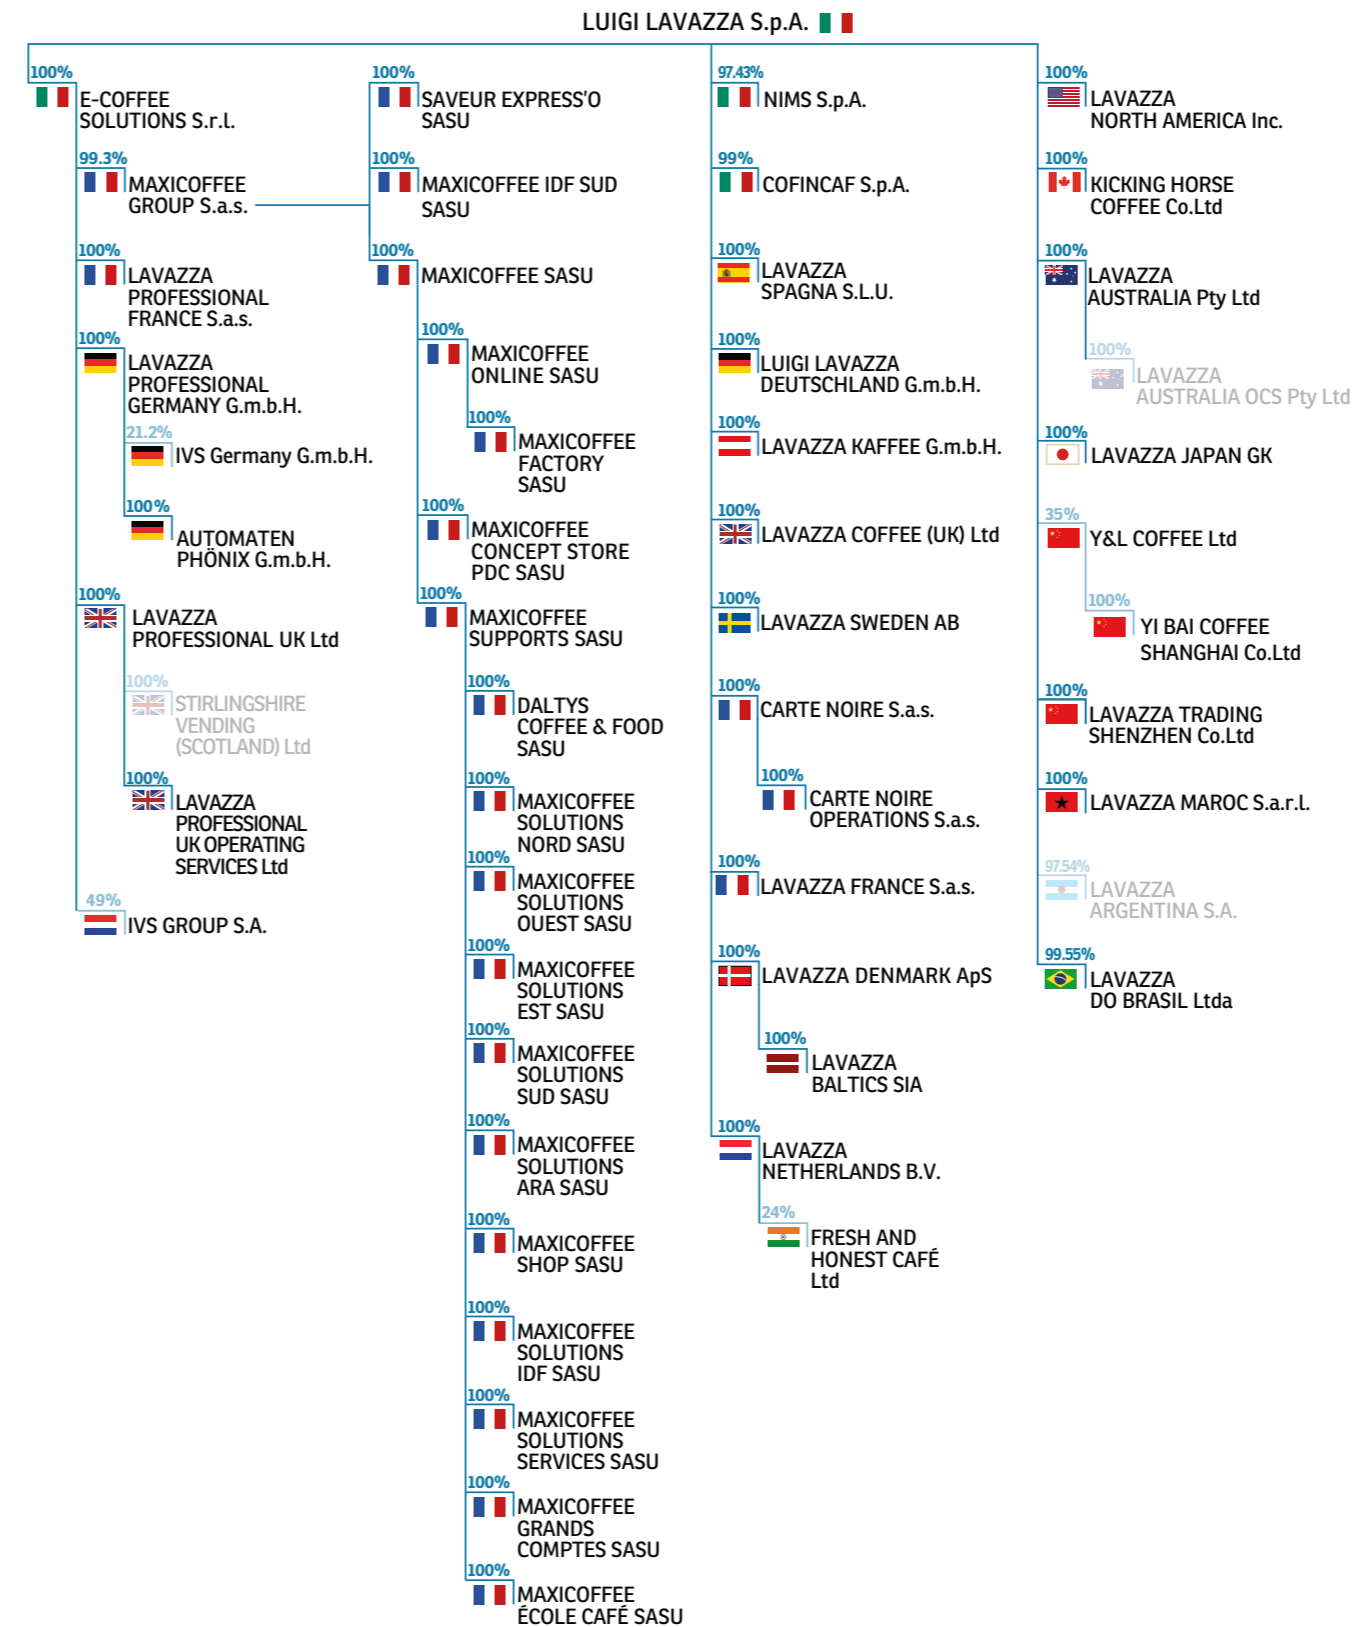 LUIGI LAVAZZA S.p.A.
100%
E-COFFEE
SOLUTIONS S.r.l.
99.3%
MAXICOFFEE
GROUP S.a.s.
100%
LAVAZZA
PROFESSIONAL
FRANCE S.a.s.
100%
LAVAZZA
PROFESSIONAL
GERMANY G.m.b.H.
21.2%
IVS Germany G.m.b.H.
100%
AUTOMATEN
PHÖNIX G.m.b.H.
100%
LAVAZZA
PROFESSIONAL UK Ltd
100%
STIRLINGSHIRE
VENDING
(SCOTLAND) Ltd
100%
LAVAZZA
PROFESSIONAL
UK OPERATING
SERVICES Ltd
49%
IVS GROUP S.A.
100%
SAVEUR EXPRESS'O
SASU
100%
MAXICOFFEE IDF SUD
SASU
100%
MAXICOFFEE SASU
100%
MAXICOFFEE
ONLINE SASU
100%
MAXICOFFEE
FACTORY
SASU
100%
MAXICOFFEE
CONCEPT STORE
PDC SASU
100%
MAXICOFFEE
SUPPORTS SASU
100%
DALTYS
COFFEE & FOOD
SASU
100%
MAXICOFFEE
SOLUTIONS
NORD SASU
100%
MAXICOFFEE
SOLUTIONS
OUEST SASU
100%
MAXICOFFEE
SOLUTIONS
EST SASU
100%
MAXICOFFEE
SOLUTIONS
SUD SASU
100%
MAXICOFFEE
SOLUTIONS
ARA SASU
100%
MAXICOFFEE
SHOP SASU
100%
MAXICOFFEE
SOLUTIONS
IDF SASU
100%
MAXICOFFEE
SOLUTIONS
SERVICES SASU
100%
MAXICOFFEE
GRANDS
COMPTES SASU
100%
MAXICOFFEE
ÉCOLE CAFÉ SASU
97.43%
NIMS S.p.A.
99%
COFINCAF S.p.A.
100%
LAVAZZA
SPAGNA S.L.U.
100%
LUIGI LAVAZZA
DEUTSCHLAND G.m.b.H.
100%
LAVAZZA KAFFEE G.m.b.H.
100%
LAVAZZA COFFEE (UK) Ltd
100%
LAVAZZA SWEDEN AB
100%
CARTE NOIRE S.a.s.
100%
CARTE NOIRE
OPERATIONS S.a.s.
100%
LAVAZZA FRANCE S.a.s.
100%
LAVAZZA DENMARK ApS
100%
LAVAZZA
BALTICS SIA
100%
LAVAZZA
NETHERLANDS B.V.
24%
FRESH AND
HONEST CAFÉ
Ltd
100%
LAVAZZA
NORTH AMERICA Inc.
100%
KICKING HORSE
COFFEE Co.Ltd
100%
LAVAZZA
AUSTRALIA Pty Ltd
100%
LAVAZZA
AUSTRALIA OCS Pty Ltd
100%
LAVAZZA JAPAN GK
35%
Y&L COFFEE Ltd
100%
YI BAI COFFEE
SHANGHAI Co.Ltd
100%
LAVAZZA TRADING
SHENZHEN Co.Ltd
100%
LAVAZZA MAROC S.a.r.l.
97.54%
LAVAZZA
ARGENTINA S.A.
99.55%
LAVAZZA
DO BRASIL Ltda